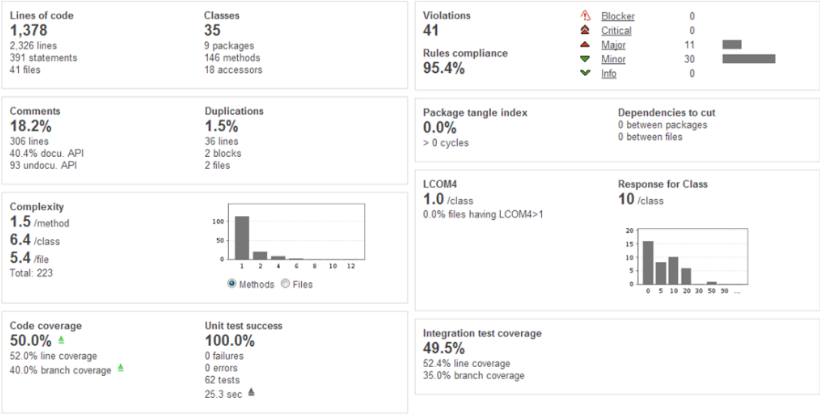 Lines of code
1,378
2,326 lines
391 statements
41 files
Classes
35
9 packages
146 methods
18 accessors
Violations
41
Rules compliance
95.4%
Blocker 0
Critical 0
Major 11
Minor 30
Info 0
Comments
18.2%
306 lines
40.4% docu. API
93 undocu. API
Duplications
1.5%
36 lines
2 blocks
2 files
Package tangle index
0.0%
> 0 cycles
Dependencies to cut
0 between packages
0 between files
Complexity
1.5 /method
6.4 /class
5.4 /file
Total: 223
100
50
0
1 2 4 6 8 10 12
Methods Files
LCOM4
1.0 /class
0.0% files having LCOM4>1
Response for Class
10 /class
20
15
10
5
0
0 5 10 20 30 50 90 ...
Code coverage
50.0%
52.0% line coverage
40.0% branch coverage
Unit test success
100.0%
0 failures
0 errors
62 tests
25.3 sec
Integration test coverage
49.5%
52.4% line coverage
35.0% branch coverage